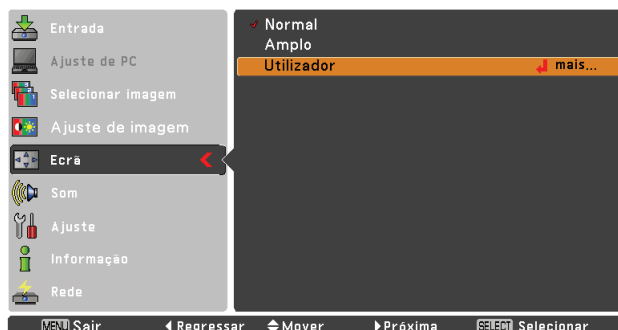 Entrada
Ajuste de PC
Selecionar imagem
Ajuste de imagem
Ecrã
Som
Ajuste
Informação
Rede
Normal
Amplo
Utilizador mais...
MENU Sair Regressar Mover Próxima SELECT Selecionar